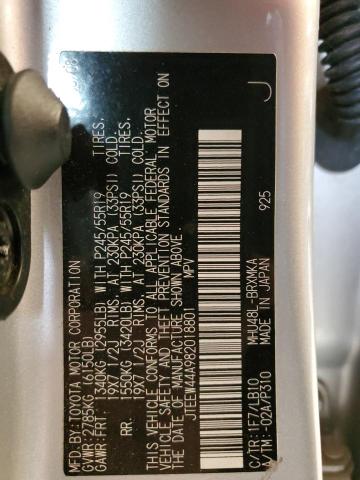 MFD.BY:TOYOTA MOTOR CORPORATION
GVWR: 2785KG (6150LB)
GAWR:FRT. 1340KG (2955LB) WITH P245/55R19 TIRES,
19X7 1/2J RIMS, AT 230KPA (33PSI) COLD.
RR. 1550KG (3420LB) WITH P245/55R19 TIRES,
19X7 1/2J RIMS, AT 230KPA (33PSI) COLD.
THIS VEHICLE CONFORMS TO ALL APPLICABLE FEDERAL MOTOR
VEHICLE SAFETY AND THEFT PREVENTION STANDARDS IN EFFECT ON
THE DATE OF MANUFACTURE SHOWN ABOVE.
JTEEW44A982018801 MPV
C/TR:1F7/LB10 MHU48L-BRXMKA 925
C/TM:-02A/P310 MADE IN JAPAN
J